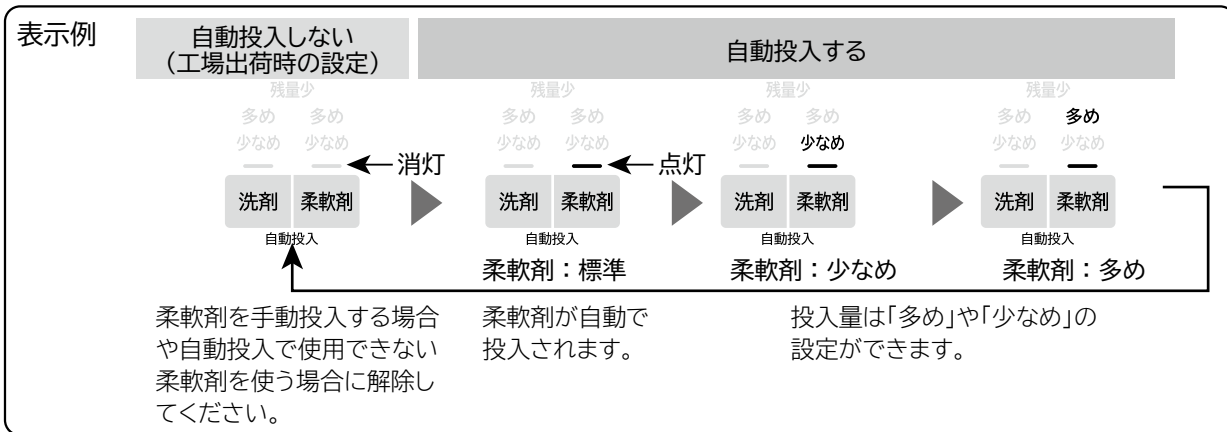 表示例
自動投入しない
（工場出荷時の設定）
自動投入する
残量少
多め 多め
少なめ 少なめ
消灯
洗剤 柔軟剤
自動投入
残量少
多め 多め
少なめ 少なめ
点灯
洗剤 柔軟剤
自動投入
柔軟剤：標準
残量少
多め 多め
少なめ 少なめ
洗剤 柔軟剤
自動投入
柔軟剤：少なめ
残量少
多め 多め
少なめ 少なめ
洗剤 柔軟剤
自動投入
柔軟剤：多め
柔軟剤を手動投入する場合
や自動投入で使用できない
柔軟剤を使う場合に解除し
てください。
柔軟剤が自動で
投入されます。
投入量は｢多め｣や｢少なめ｣の
設定ができます。